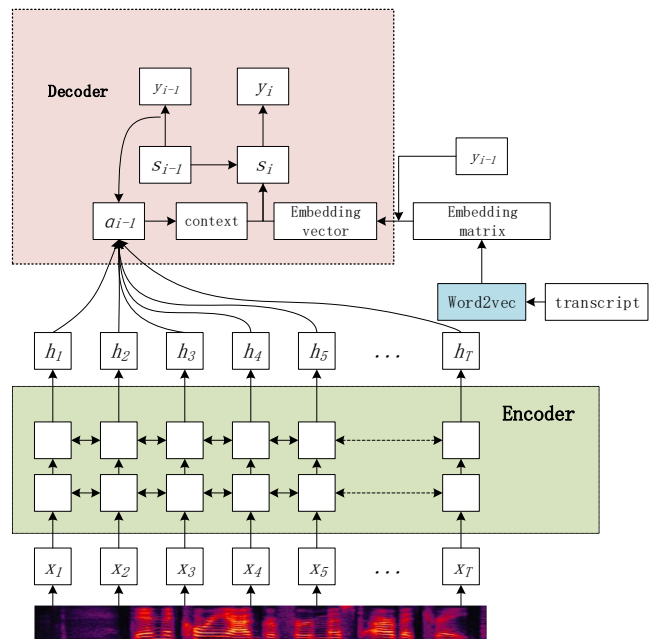 Decoder
y_{i-1}
y_i
s_{i-1}
s_i
y_{i-1}
a_{i-1}
context
Embedding
vector
Embedding
matrix
Word2vec
transcript
h_1
h_2
h_3
h_4
h_5
...
h_T
Encoder
x_1
x_2
x_3
x_4
x_5
...
x_T